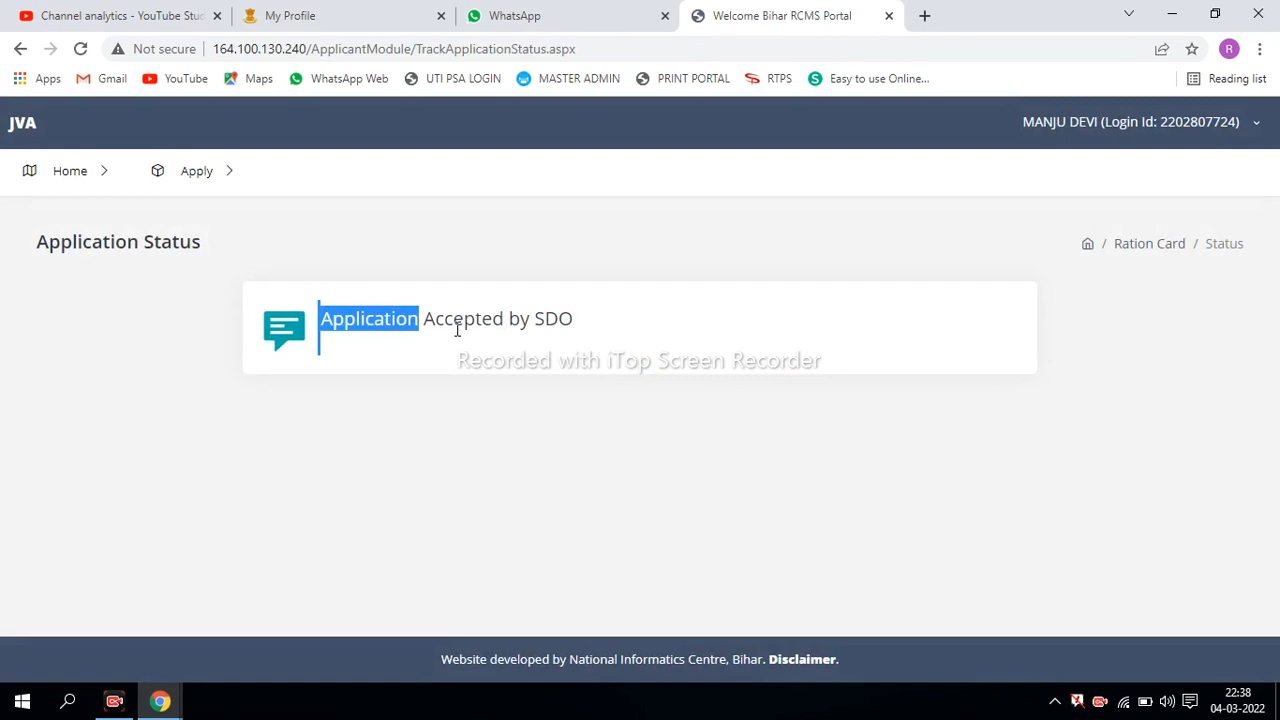 Channel analytics - YouTube Stu
My Profile
WhatsApp
Welcome Bihar RCMS Portal
Not secure
164.100.130.240/ApplicantModule/TrackApplicationStatus.aspx
R
Apps
Gmail
YouTube
Maps
WhatsApp Web
UTI PSA LOGIN
MASTER ADMIN
PRINT PORTAL
RTPS
Easy to use Online...
Reading list
JVA
MANJU DEVI (Login Id: 2202807724)
Home
Apply
Application Status
/ Ration Card / Status
Application Accepted by SDO
Recorded with iTop Screen Recorder
Website developed by National Informatics Centre, Bihar. Disclaimer.
22:38
04-03-2022